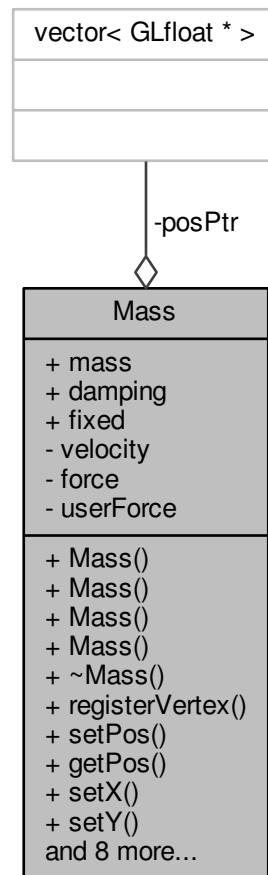 vector< GLfloat * >
-posPtr
Mass
+ mass
+ damping
+ fixed
- velocity
- force
- userForce
+ Mass()
+ Mass()
+ Mass()
+ Mass()
+ ~Mass()
+ registerVertex()
+ setPos()
+ getPos()
+ setX()
+ setY()
and 8 more...